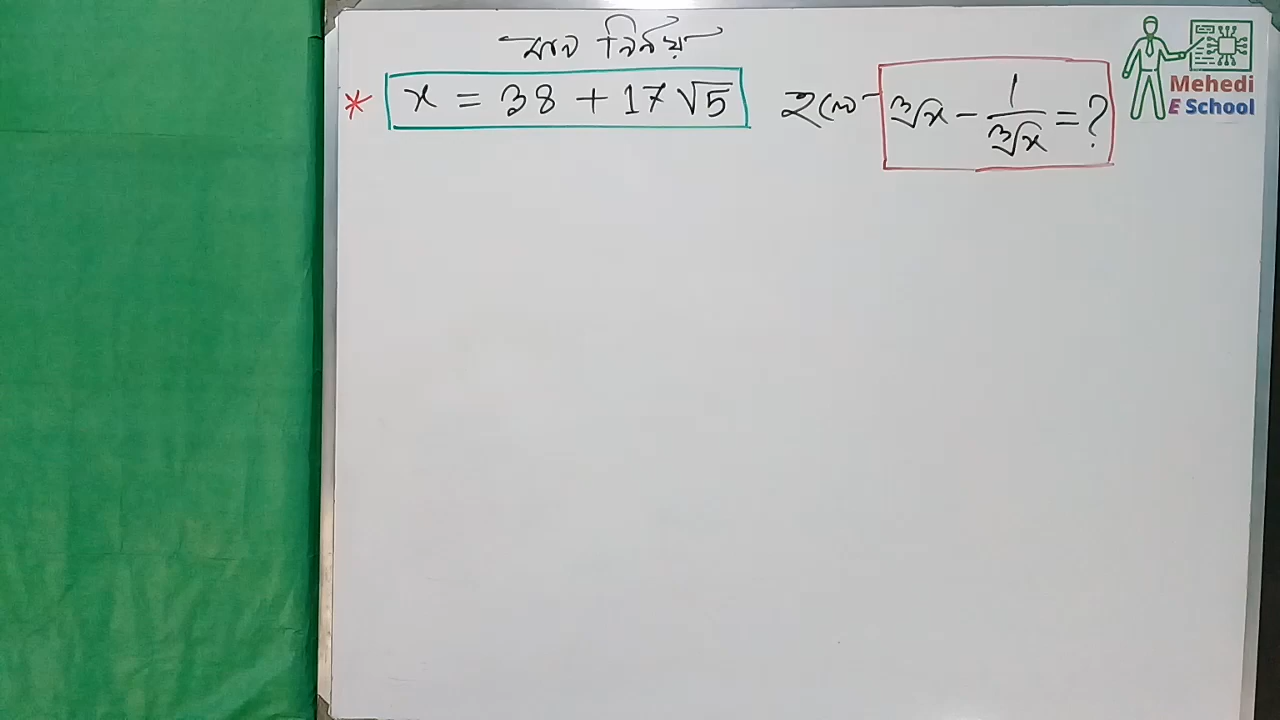 মান নির্ণয়
* x = 38 + 17√5 হলে ∛x − 1/∛x = ?
Mehedi
E School